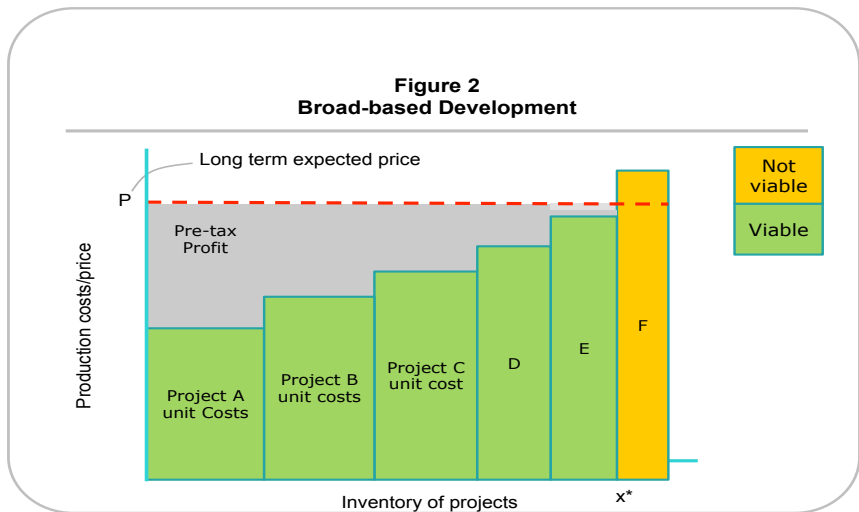 Figure 2
Broad-based Development
Long term expected price
P
Not
viable
Viable
Pre-tax
Profit
Production costs/price
Project A
unit Costs
Project B
unit costs
Project C
unit cost
D
E
F
Inventory of projects
x*